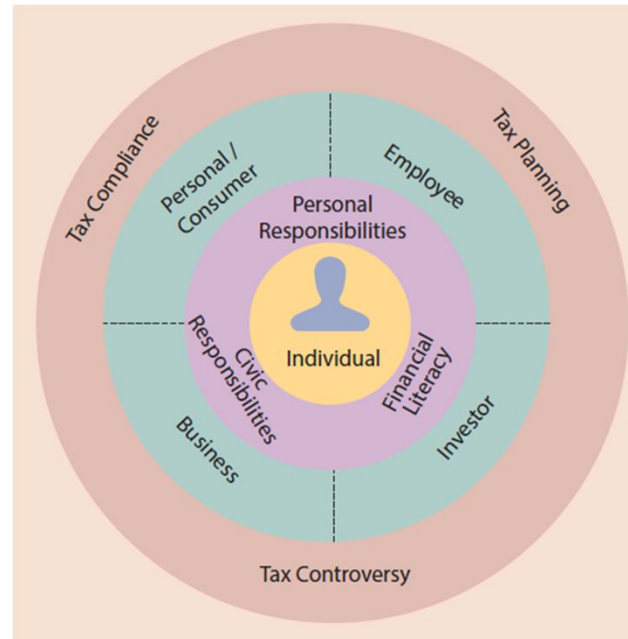 Tax Compliance
Tax Planning
Personal /
Consumer
Employee
Personal
Responsibilities
Individual
Civic
Responsibilities
Financial
Literacy
Business
Investor
Tax Controversy